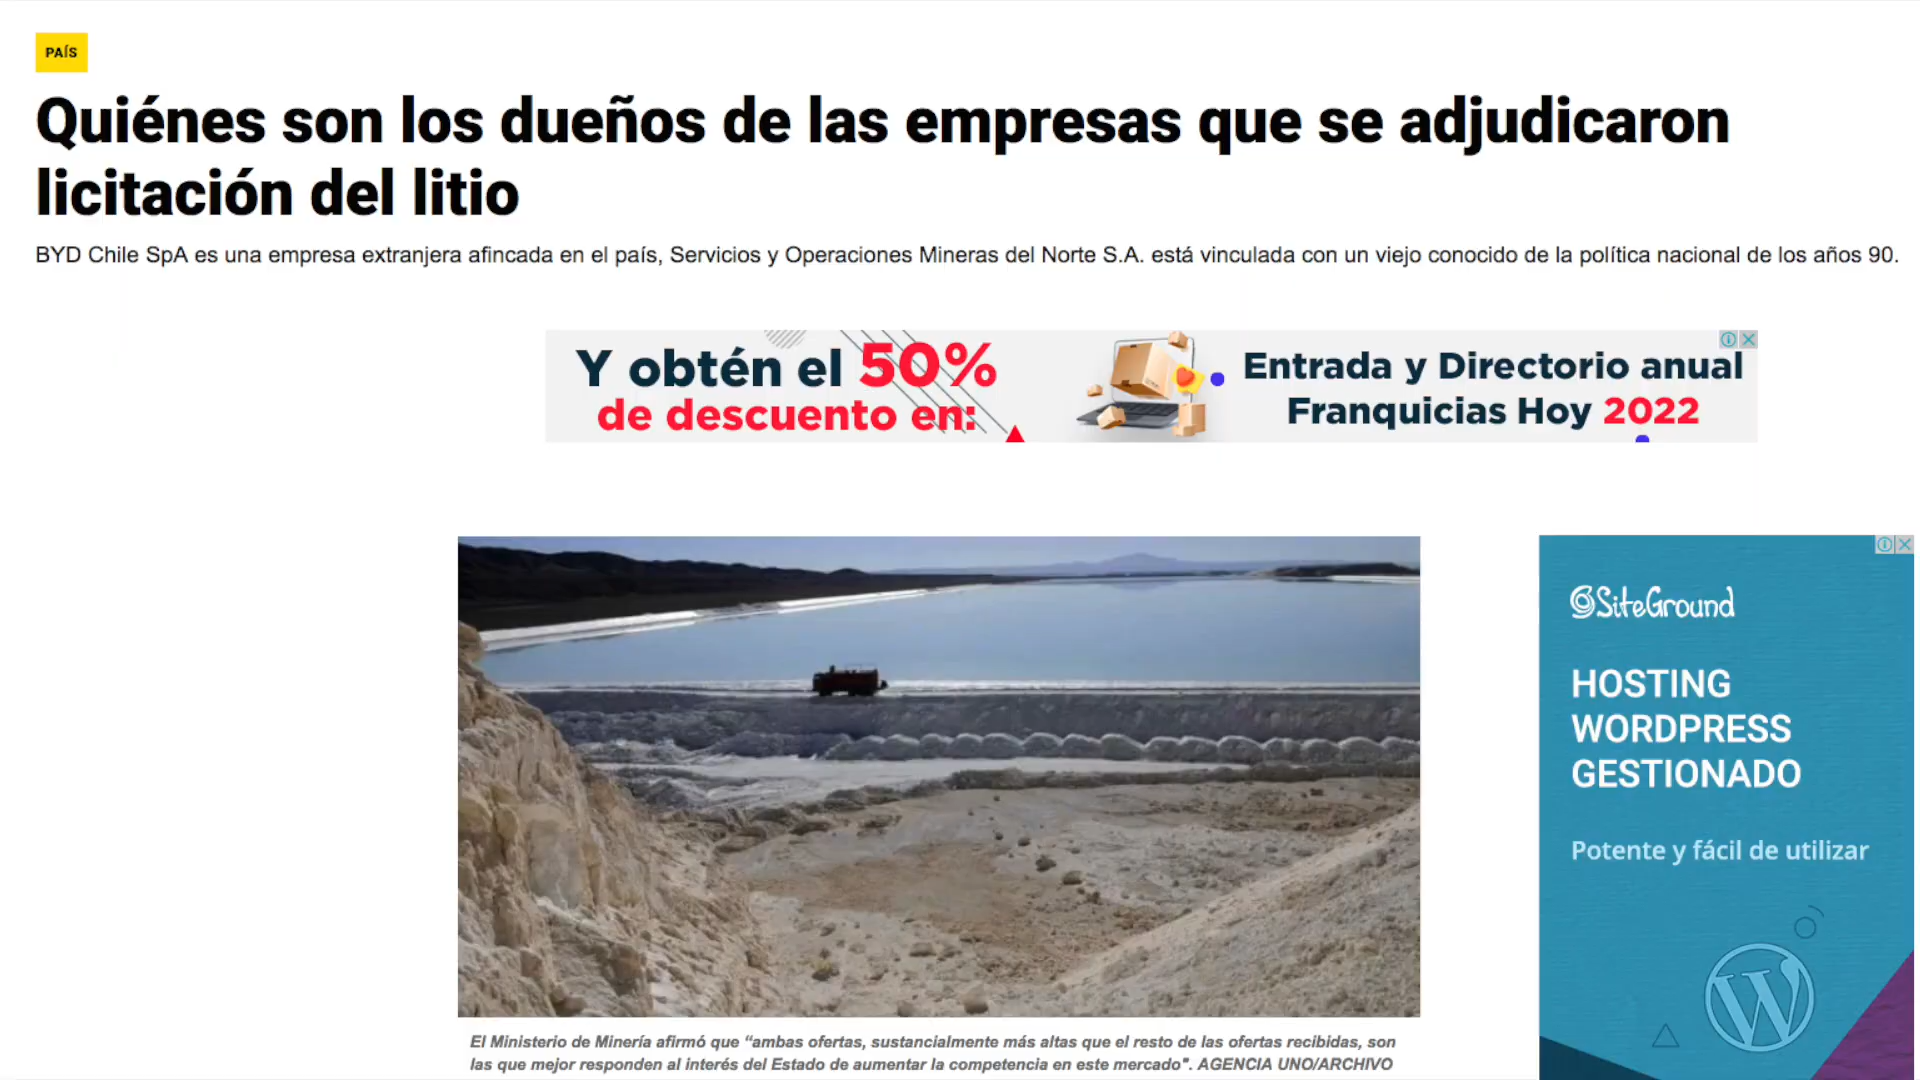 PAÍS
Quiénes son los dueños de las empresas que se adjudicaron
licitación del litio
BYD Chile SpA es una empresa extranjera afincada en el país, Servicios y Operaciones Mineras del Norte S.A. está vinculada con un viejo conocido de la política nacional de los años 90.
Y obtén el 50%
de descuento en:
Entrada y Directorio anual
Franquicias Hoy 2022
SiteGround
HOSTING
WORDPRESS
GESTIONADO
Potente y fácil de utilizar
El Ministerio de Minería afirmó que “ambas ofertas, sustancialmente más altas que el resto de las ofertas recibidas, son
las que mejor responden al interés del Estado de aumentar la competencia en este mercado". AGENCIA UNO/ARCHIVO